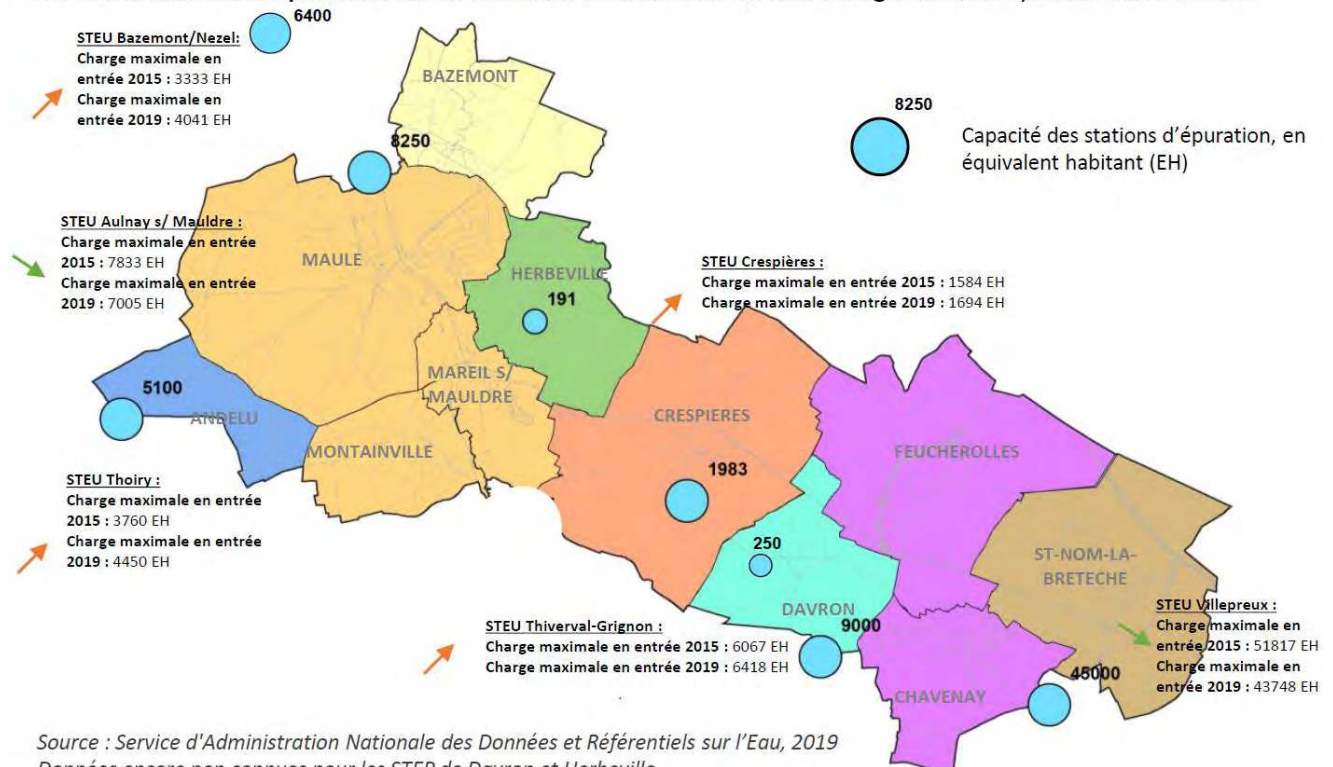 6400
STEU Bazemont/Nezel:
Charge maximale en
entrée 2015 : 3333 EH
Charge maximale en
entrée 2019 : 4041 EH
BAZEMONT
8250
8250
Capacité des stations d'épuration, en
équivalent habitant (EH)
STEU Aulnay s/ Mauldre :
Charge maximale en entrée
2015 : 7833 EH
Charge maximale en entrée
2019 : 7005 EH
MAULE
HERBEVILLE
191
STEU Crespières :
Charge maximale en entrée 2015 : 1584 EH
Charge maximale en entrée 2019 : 1694 EH
5100
ANDELU
MAREIL S/
MAULDRE
MONTAINVILLE
CRESPIERES
1983
FEUCHEROLLES
STEU Thoiry :
Charge maximale en entrée
2015 : 3760 EH
Charge maximale en entrée
2019 : 4450 EH
250
DAVRON
9000
ST-NOM-LA-
BRETECHE
STEU Thiverval-Grignon :
Charge maximale en entrée 2015 : 6067 EH
Charge maximale en entrée 2019 : 6418 EH
STEU Villepreux :
Charge maximale en
entrée 2015 : 51817 EH
Charge maximale en
entrée 2019 : 43748 EH
45000
CHAVENAY
Source : Service d'Administration Nationale des Données et Référentiels sur l'Eau, 2019